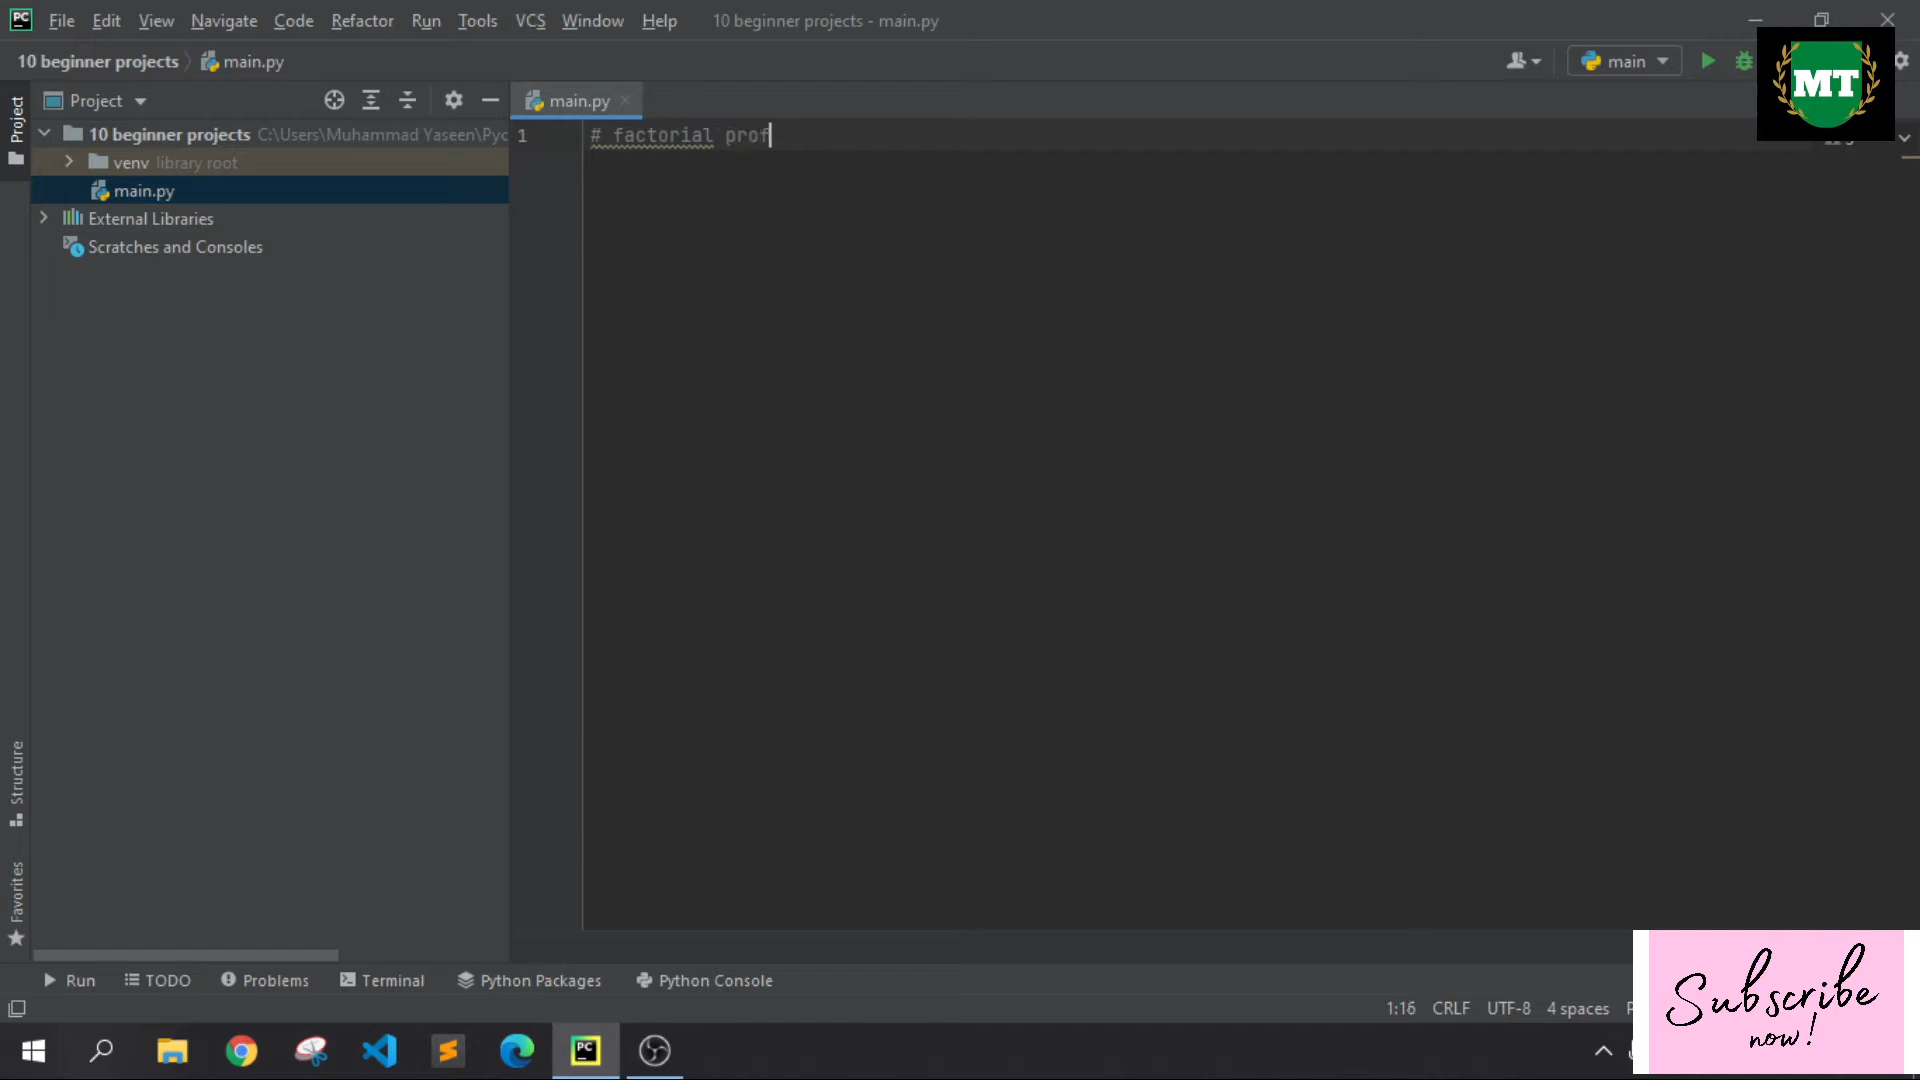 PC File Edit View Navigate Code Refactor Run Tools VCS Window Help 10 beginner projects - main.py
10 beginner projects main.py main
MT
Project Project main.py
10 beginner projects C:\Users\Muhammad Yaseen\Pyc 1 # factorial prof
venv library root
main.py
External Libraries
Scratches and Consoles
Structure
Favorites
Run TODO Problems Terminal Python Packages Python Console
1:16 CRLF UTF-8 4 spaces
Subscribe
now!
PC